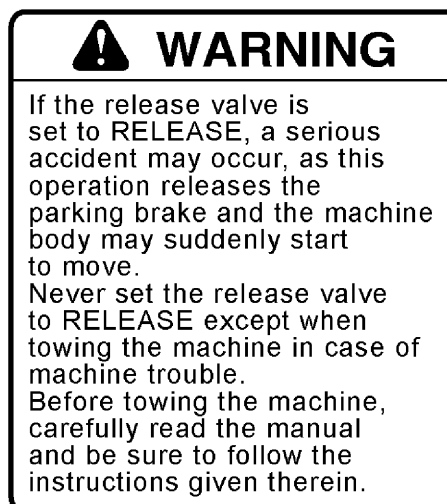 WARNING
If the release valve is
set to RELEASE, a serious
accident may occur, as this
operation releases the
parking brake and the machine
body may suddenly start
to move.
Never set the release valve
to RELEASE except when
towing the machine in case of
machine trouble.
Before towing the machine,
carefully read the manual
and be sure to follow the
instructions given therein.